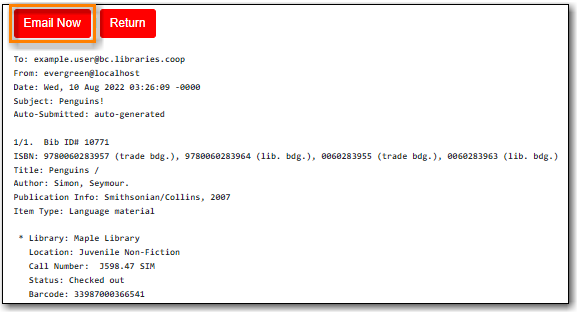 Email Now Return
To: example.user@bc.libraries.coop
From: evergreen@localhost
Date: Wed, 10 Aug 2022 03:26:09 -0000
Subject: Penguins!
Auto-Submitted: auto-generated
1/1.  Bib ID# 10771
ISBN: 9780060283957 (trade bdg.), 9780060283964 (lib. bdg.), 0060283955 (trade bdg.), 0060283963 (lib. bdg.)
Title: Penguins /
Author: Simon, Seymour.
Publication Info: Smithsonian/Collins, 2007
Item Type: Language material
* Library: Maple Library
Location: Juvenile Non-Fiction
Call Number:  J598.47 SIM
Status: Checked out
Barcode: 33987000366541